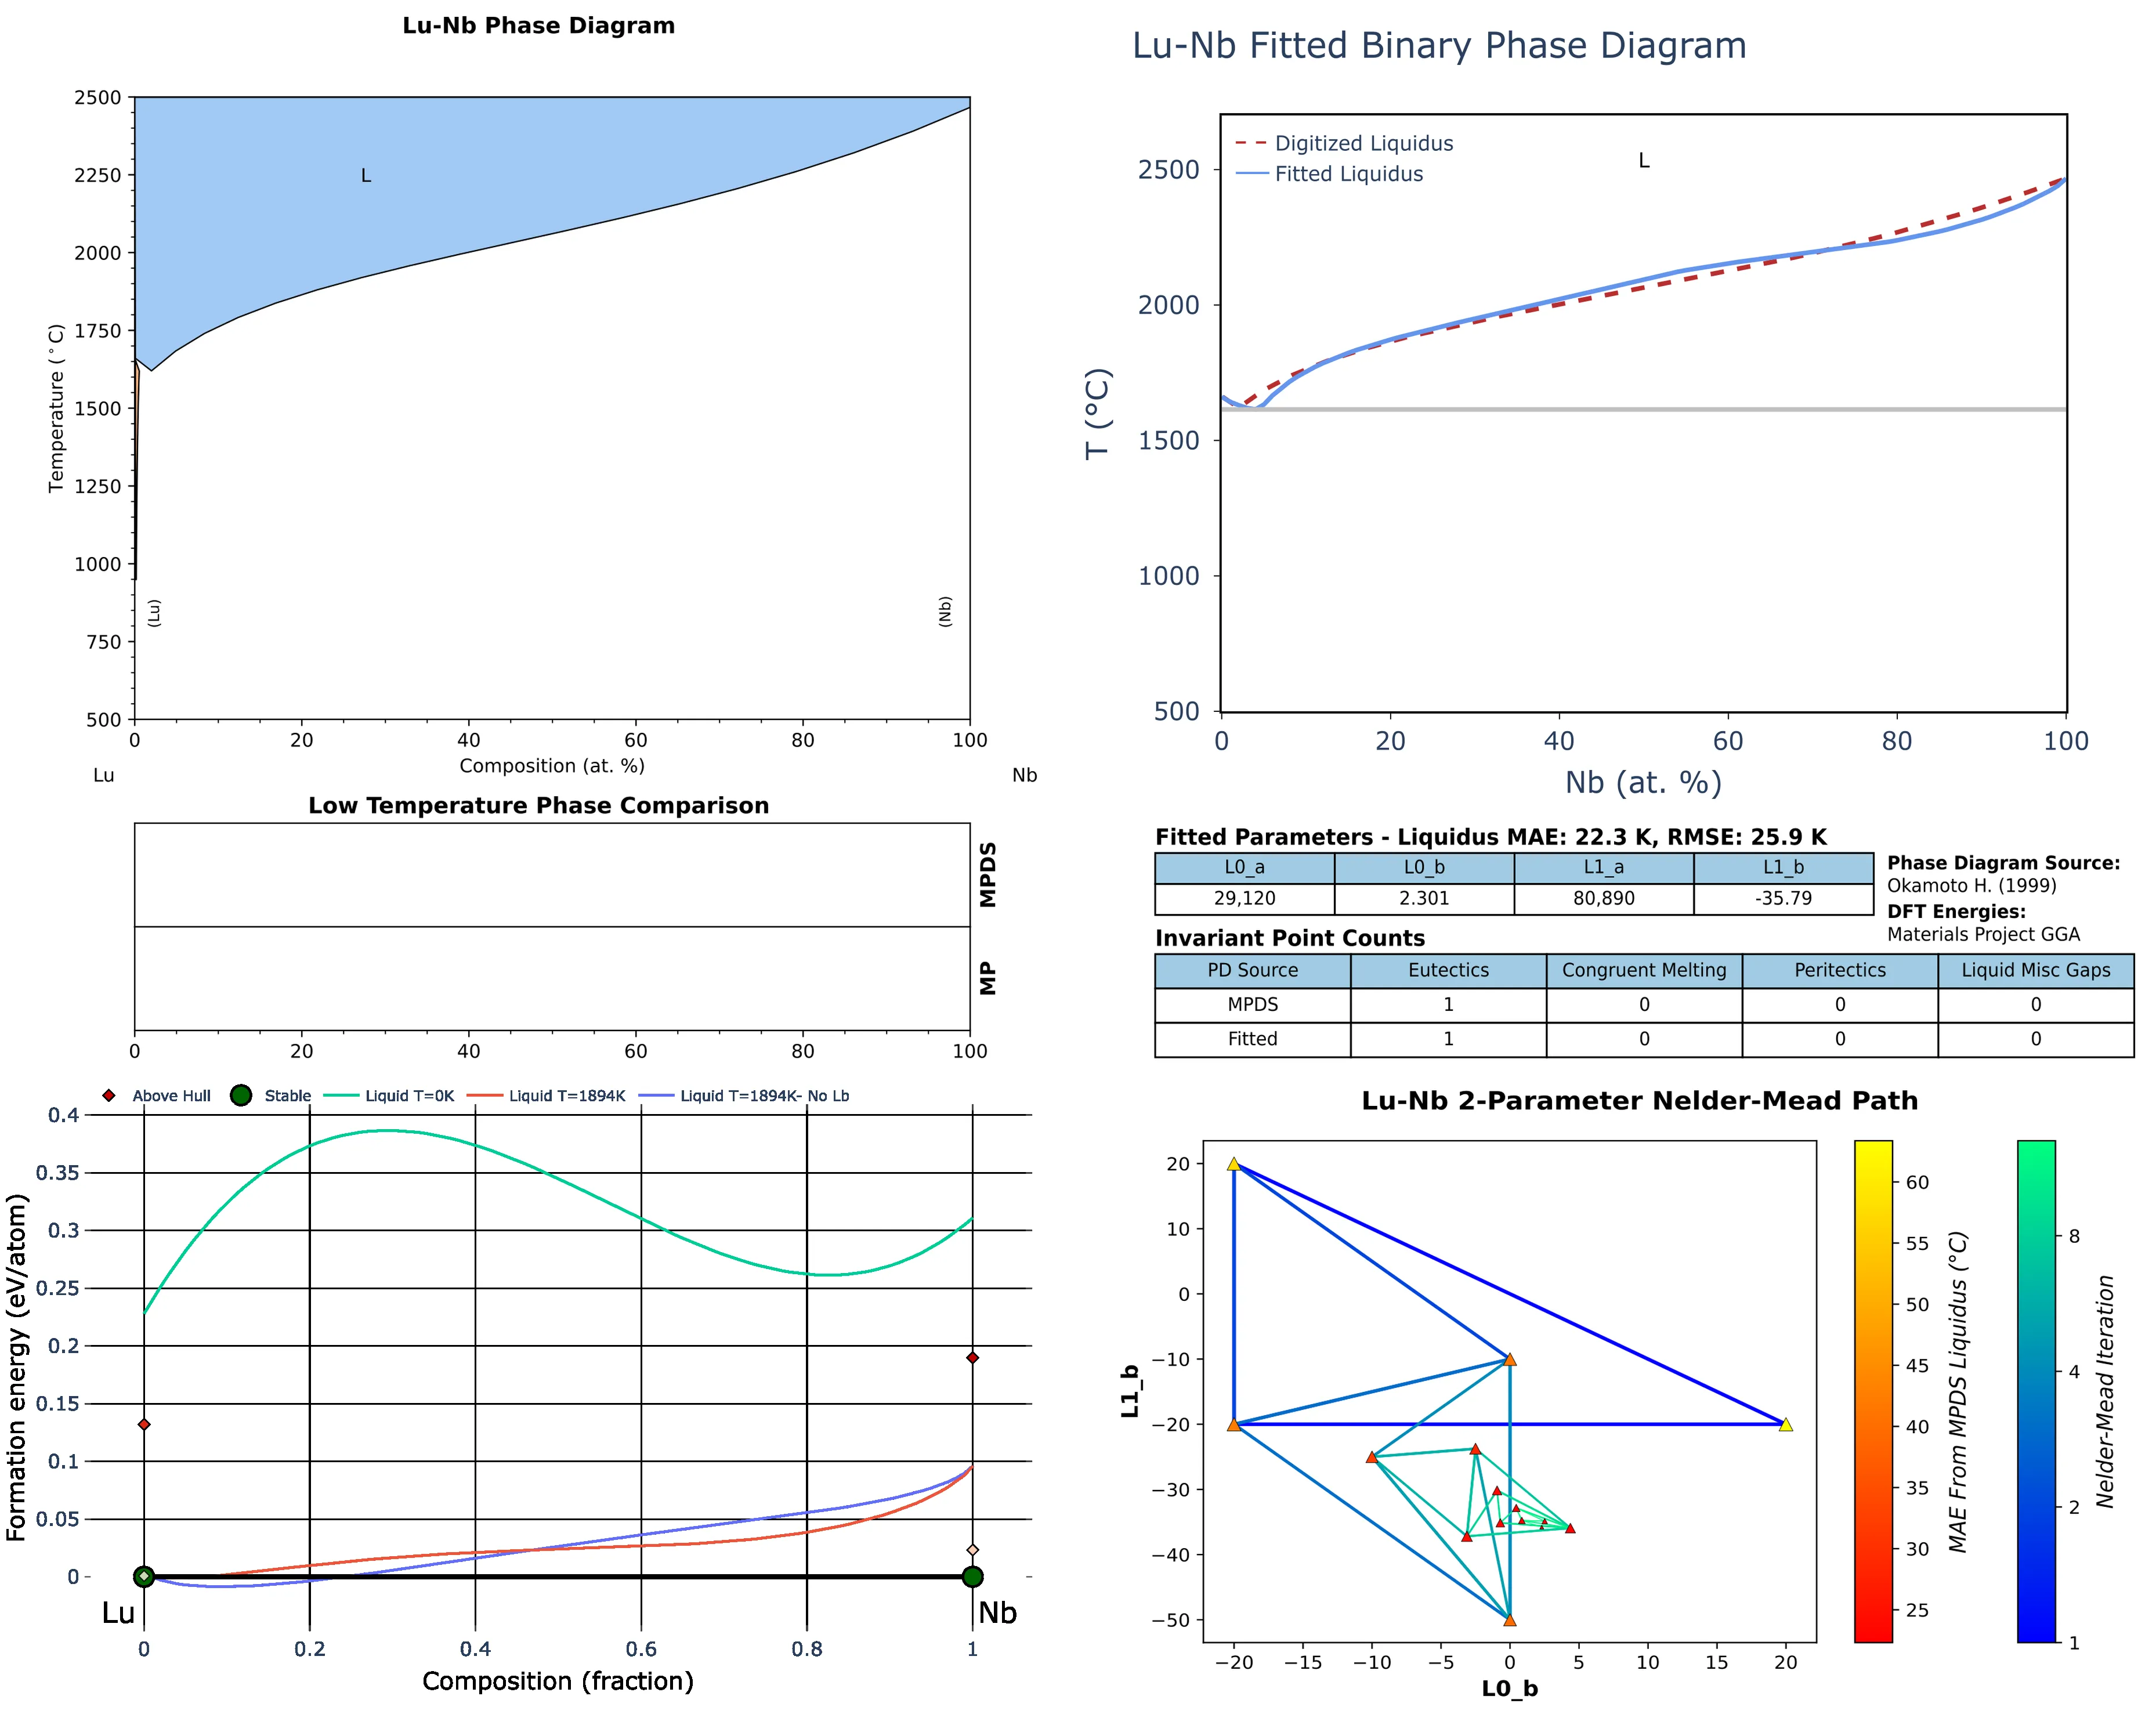 Lu-Nb Phase Diagram
2500
2250
2000
1750
1500
1250
1000
750
500
Temperature (°C)
L
(Lu)
(Nb)
0 20 40 60 80 100
Composition (at. %)
Lu Nb
Low Temperature Phase Comparison
MPDS
MP
0 20 40 60 80 100
Lu-Nb Fitted Binary Phase Diagram
Digitized Liquidus
Fitted Liquidus
L
2500
2000
1500
1000
500
T (°C)
0 20 40 60 80 100
Nb (at. %)
Fitted Parameters - Liquidus MAE: 22.3 K, RMSE: 25.9 K
L0_a L0_b L1_a L1_b
29,120 2.301 80,890 -35.79
Phase Diagram Source:
Okamoto H. (1999)
DFT Energies:
Materials Project GGA
Invariant Point Counts
PD Source Eutectics Congruent Melting Peritectics Liquid Misc Gaps
MPDS 1 0 0 0
Fitted 1 0 0 0
Above Hull Stable Liquid T=0K Liquid T=1894K Liquid T=1894K- No Lb
0.4
0.35
0.3
0.25
0.2
0.15
0.1
0.05
0
Formation energy (eV/atom)
Lu Nb
0 0.2 0.4 0.6 0.8 1
Composition (fraction)
Lu-Nb 2-Parameter Nelder-Mead Path
20
10
0
−10
−20
−30
−40
−50
L1_b
−20 −15 −10 −5 0 5 10 15 20
L0_b
60
55
50
45
40
35
30
25
MAE From MPDS Liquidus (°C)
8
4
2
1
Nelder-Mead Iteration